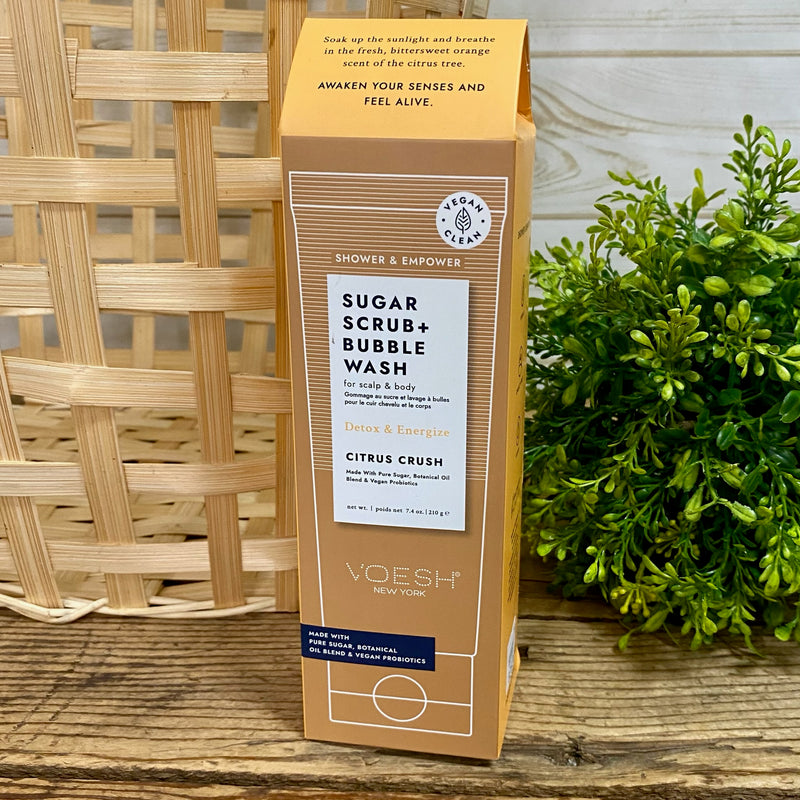 Soak up the sunlight and breathe
in the fresh, bittersweet orange
scent of the citrus tree.
AWAKEN YOUR SENSES AND
FEEL ALIVE.
VEGAN
CLEAN
SHOWER & EMPOWER
SUGAR
SCRUB+
BUBBLE
WASH
for scalp & body
Gommage au sucre et lavage à bulles
pour le cuir chevelu et le corps
Detox & Energize
CITRUS CRUSH
Made With Pure Sugar, Botanical Oil
Blend & Vegan Probiotics
net wt. | poids net 7.4 oz. | 210 g ℮
VOESH®
NEW YORK
MADE WITH
PURE SUGAR, BOTANICAL
OIL BLEND & VEGAN PROBIOTICS